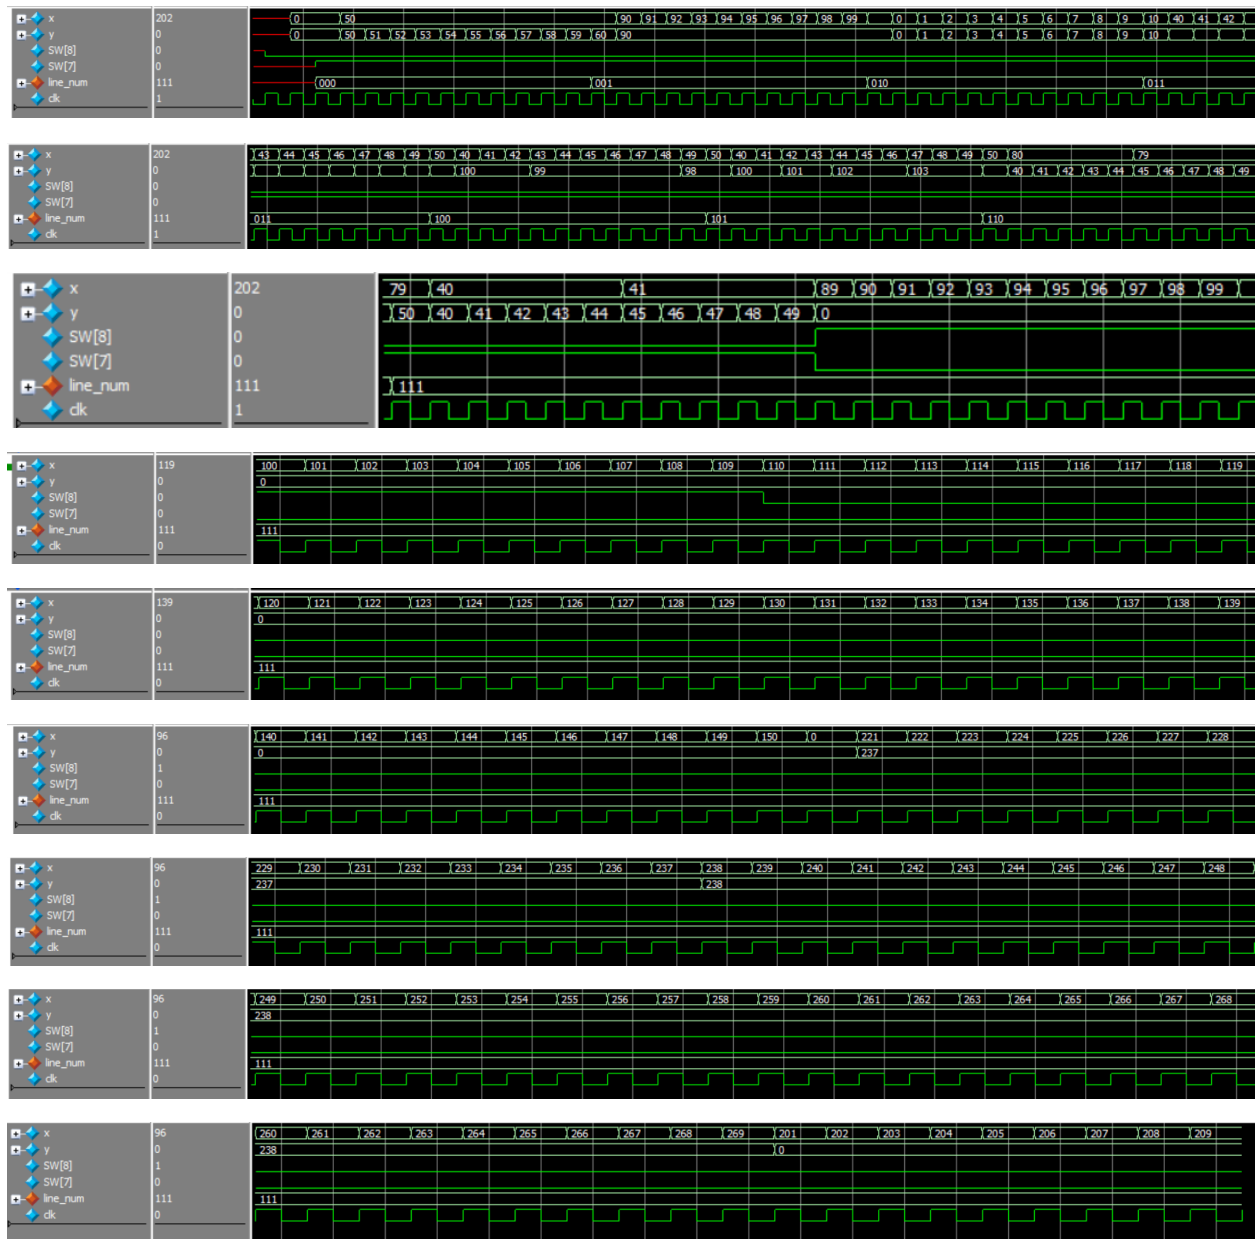 x 202 0 50 90 91 92 93 94 95 96 97 98 99 0 1 2 3 4 5 6 7 8 9 10 40 41 42
y 0 0 50 51 52 53 54 55 56 57 58 59 60 90 0 1 2 3 4 5 6 7 8 9 10
SW[8] 0
SW[7] 0
line_num 111 000 001 010 011
clk 1
x 202 43 44 45 46 47 48 49 50 40 41 42 43 44 45 46 47 48 49 50 40 41 42 43 44 45 46 47 48 49 50 80 79
y 0 100 99 98 100 101 102 103 40 41 42 43 44 45 46 47 48 49
SW[8] 0
SW[7] 0
line_num 111 011 100 101 110
clk 1
x 202 79 40 41 89 90 91 92 93 94 95 96 97 98 99
y 0 50 40 41 42 43 44 45 46 47 48 49 0
SW[8] 0
SW[7] 0
line_num 111 111
clk 1
x 119 100 101 102 103 104 105 106 107 108 109 110 111 112 113 114 115 116 117 118 119
y 0 0
SW[8] 0
SW[7] 0
line_num 111 111
clk 0
x 139 120 121 122 123 124 125 126 127 128 129 130 131 132 133 134 135 136 137 138 139
y 0 0
SW[8] 0
SW[7] 0
line_num 111 111
clk 0
x 96 140 141 142 143 144 145 146 147 148 149 150 0 221 222 223 224 225 226 227 228
y 0 0 237
SW[8] 1
SW[7] 0
line_num 111 111
clk 0
x 96 229 230 231 232 233 234 235 236 237 238 239 240 241 242 243 244 245 246 247 248
y 0 237 238
SW[8] 1
SW[7] 0
line_num 111 111
clk 0
x 96 249 250 251 252 253 254 255 256 257 258 259 260 261 262 263 264 265 266 267 268
y 0 238
SW[8] 1
SW[7] 0
line_num 111 111
clk 0
x 96 260 261 262 263 264 265 266 267 268 269 201 202 203 204 205 206 207 208 209
y 0 238 0
SW[8] 1
SW[7] 0
line_num 111 111
clk 0